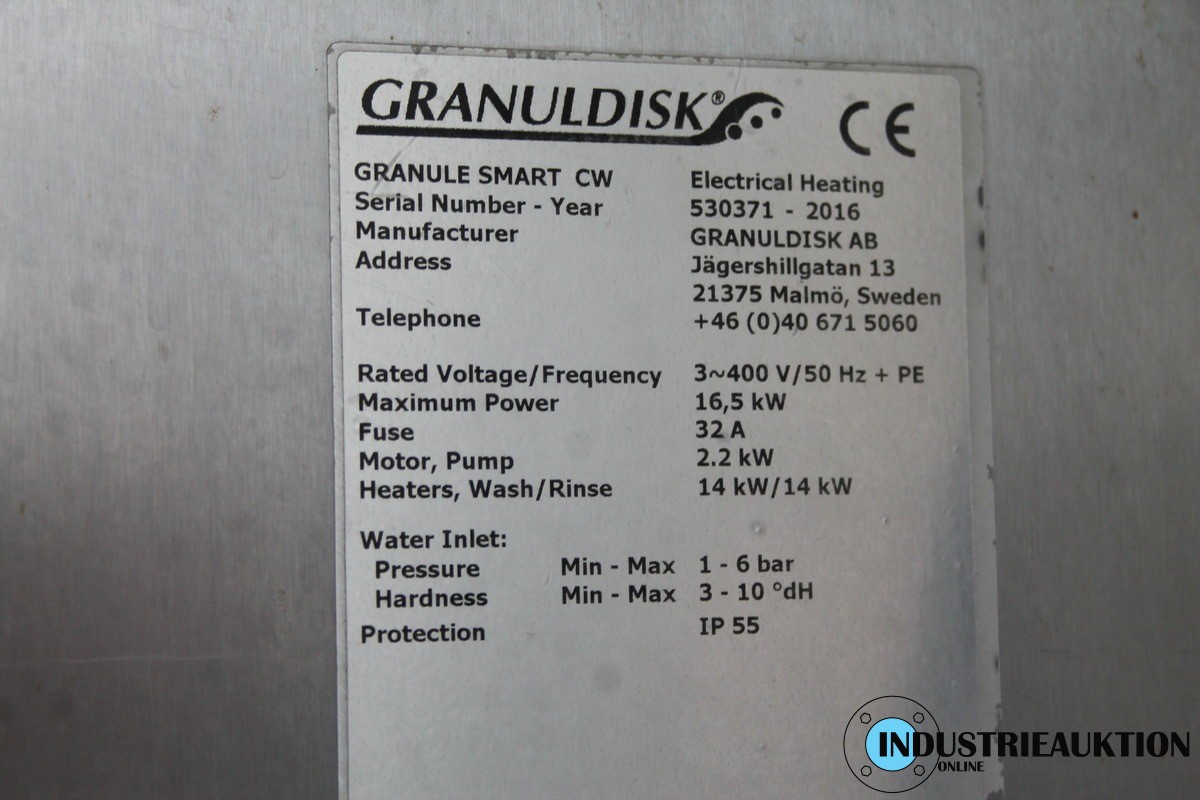 GRANULDISK®
CE
GRANULE SMART CW Electrical Heating
Serial Number - Year 530371 - 2016
Manufacturer GRANULDISK AB
Address Jägershillgatan 13
21375 Malmö, Sweden
Telephone +46 (0)40 671 5060
Rated Voltage/Frequency 3~400 V/50 Hz + PE
Maximum Power 16,5 kW
Fuse 32 A
Motor, Pump 2.2 kW
Heaters, Wash/Rinse 14 kW/14 kW
Water Inlet:
Pressure Min - Max 1 - 6 bar
Hardness Min - Max 3 - 10 °dH
Protection IP 55
INDUSTRIEAUKTION
ONLINE